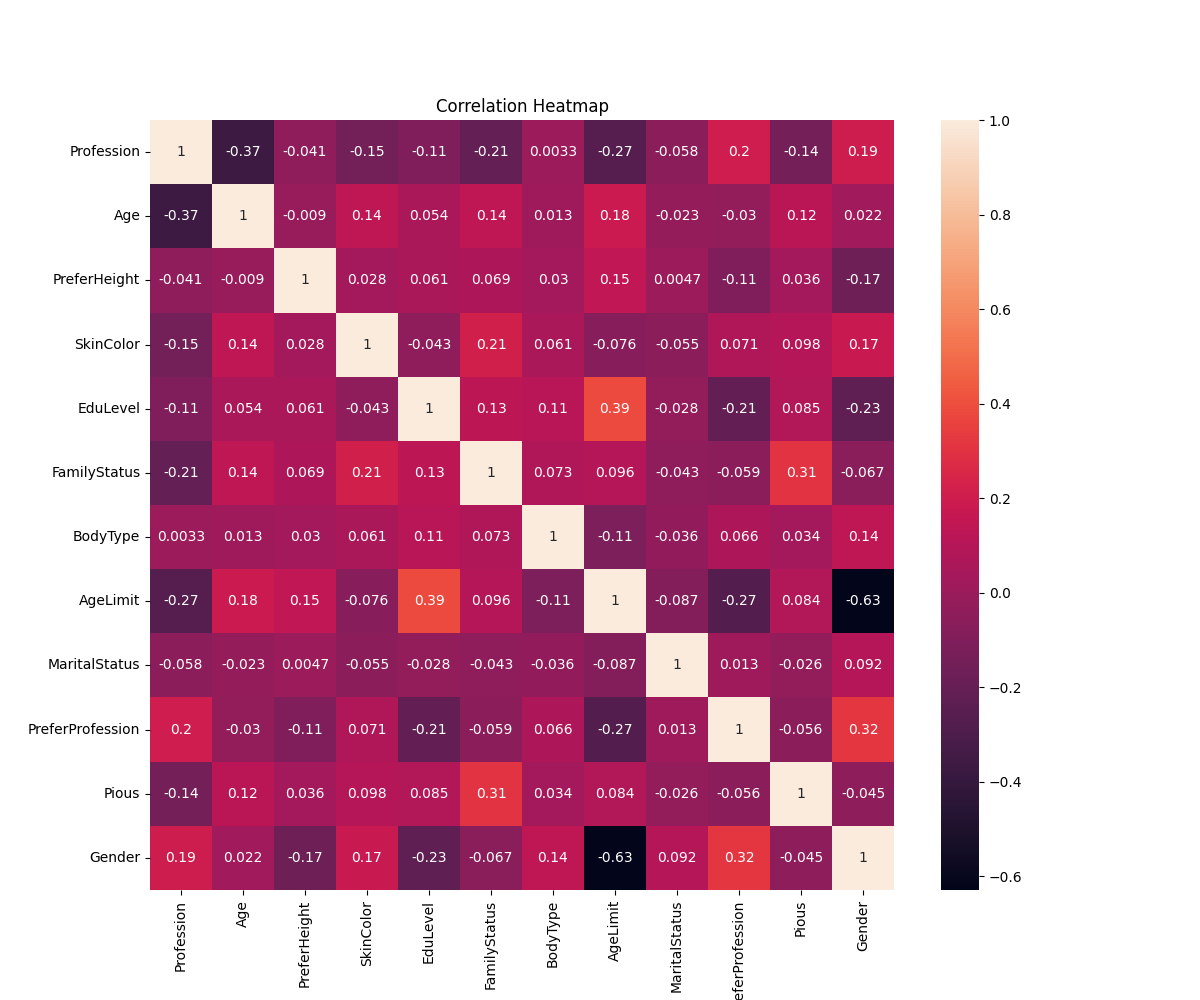 Correlation Heatmap
Profession 1 -0.37 -0.041 -0.15 -0.11 -0.21 0.0033 -0.27 -0.058 0.2 -0.14 0.19
Age -0.37 1 -0.009 0.14 0.054 0.14 0.013 0.18 -0.023 -0.03 0.12 0.022
PreferHeight -0.041 -0.009 1 0.028 0.061 0.069 0.03 0.15 0.0047 -0.11 0.036 -0.17
SkinColor -0.15 0.14 0.028 1 -0.043 0.21 0.061 -0.076 -0.055 0.071 0.098 0.17
EduLevel -0.11 0.054 0.061 -0.043 1 0.13 0.11 0.39 -0.028 -0.21 0.085 -0.23
FamilyStatus -0.21 0.14 0.069 0.21 0.13 1 0.073 0.096 -0.043 -0.059 0.31 -0.067
BodyType 0.0033 0.013 0.03 0.061 0.11 0.073 1 -0.11 -0.036 0.066 0.034 0.14
AgeLimit -0.27 0.18 0.15 -0.076 0.39 0.096 -0.11 1 -0.087 -0.27 0.084 -0.63
MaritalStatus -0.058 -0.023 0.0047 -0.055 -0.028 -0.043 -0.036 -0.087 1 0.013 -0.026 0.092
PreferProfession 0.2 -0.03 -0.11 0.071 -0.21 -0.059 0.066 -0.27 0.013 1 -0.056 0.32
Pious -0.14 0.12 0.036 0.098 0.085 0.31 0.034 0.084 -0.026 -0.056 1 -0.045
Gender 0.19 0.022 -0.17 0.17 -0.23 -0.067 0.14 -0.63 0.092 0.32 -0.045 1
Profession
Age
PreferHeight
SkinColor
EduLevel
FamilyStatus
BodyType
AgeLimit
MaritalStatus
eferProfession
Pious
Gender
1.0
0.8
0.6
0.4
0.2
0.0
−0.2
−0.4
−0.6